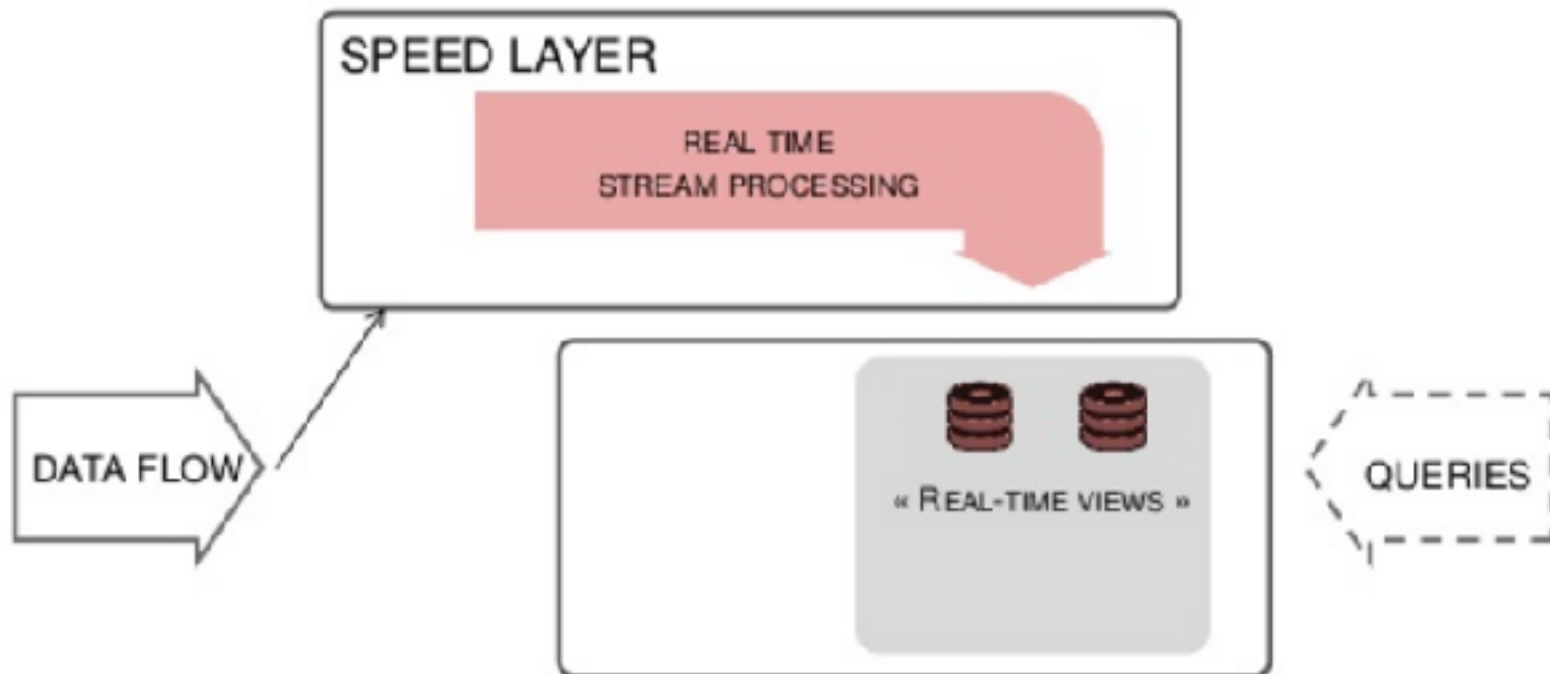 SPEED LAYER
REAL TIME
STREAM PROCESSING
DATA FLOW
« REAL-TIME VIEWS »
QUERIES